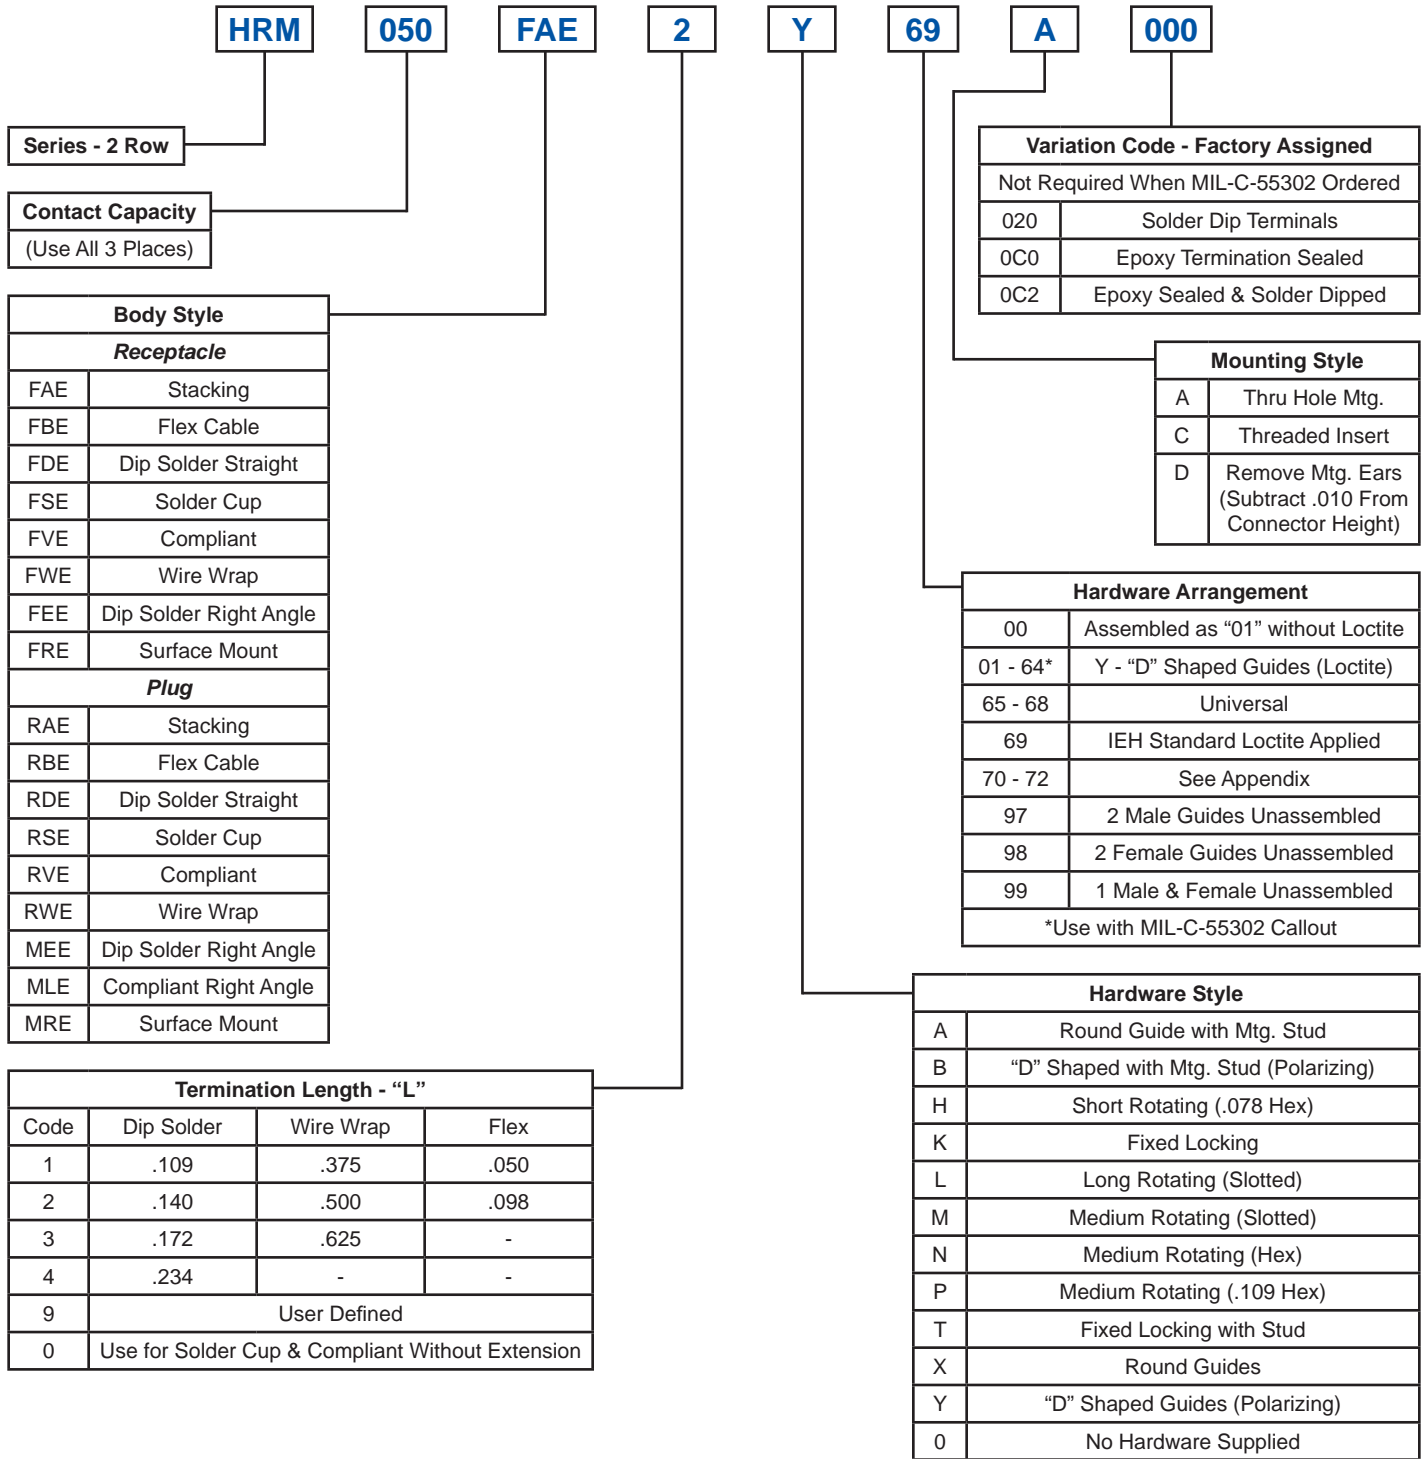 HRM 050 FAE 2 Y 69 A 000
Series - 2 Row
Contact Capacity
(Use All 3 Places)
Body Style
Receptacle
FAE Stacking
FBE Flex Cable
FDE Dip Solder Straight
FSE Solder Cup
FVE Compliant
FWE Wire Wrap
FEE Dip Solder Right Angle
FRE Surface Mount
Plug
RAE Stacking
RBE Flex Cable
RDE Dip Solder Straight
RSE Solder Cup
RVE Compliant
RWE Wire Wrap
MEE Dip Solder Right Angle
MLE Compliant Right Angle
MRE Surface Mount
Termination Length - “L”
Code Dip Solder Wire Wrap Flex
1 .109 .375 .050
2 .140 .500 .098
3 .172 .625 -
4 .234 - -
9 User Defined
0 Use for Solder Cup & Compliant Without Extension
Variation Code - Factory Assigned
Not Required When MIL-C-55302 Ordered
020 Solder Dip Terminals
0C0 Epoxy Termination Sealed
0C2 Epoxy Sealed & Solder Dipped
Mounting Style
A Thru Hole Mtg.
C Threaded Insert
D Remove Mtg. Ears
(Subtract .010 From
Connector Height)
Hardware Arrangement
00 Assembled as “01” without Loctite
01 - 64* Y - “D” Shaped Guides (Loctite)
65 - 68 Universal
69 IEH Standard Loctite Applied
70 - 72 See Appendix
97 2 Male Guides Unassembled
98 2 Female Guides Unassembled
99 1 Male & Female Unassembled
*Use with MIL-C-55302 Callout
Hardware Style
A Round Guide with Mtg. Stud
B “D” Shaped with Mtg. Stud (Polarizing)
H Short Rotating (.078 Hex)
K Fixed Locking
L Long Rotating (Slotted)
M Medium Rotating (Slotted)
N Medium Rotating (Hex)
P Medium Rotating (.109 Hex)
T Fixed Locking with Stud
X Round Guides
Y “D” Shaped Guides (Polarizing)
0 No Hardware Supplied